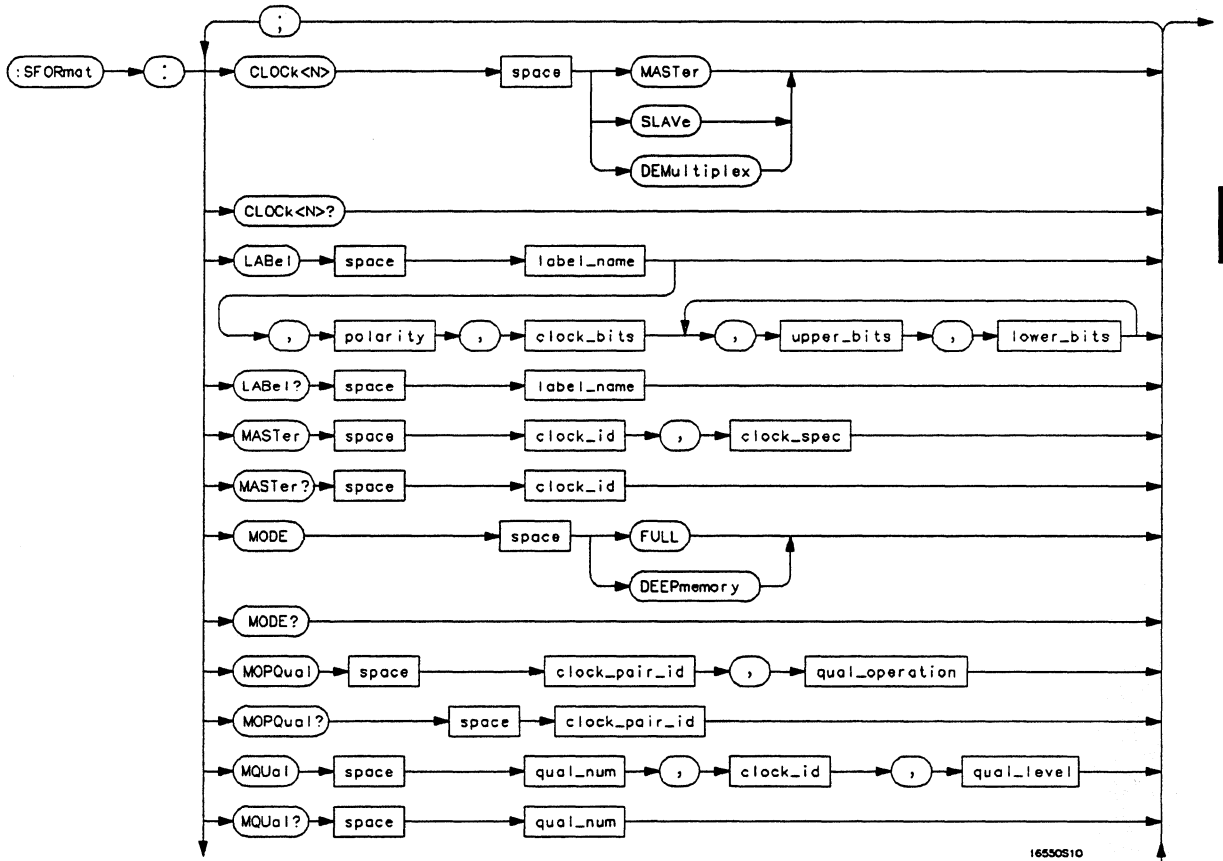 ;
:SFORmat : CLOCk<N> space MASTer
SLAVe
DEMultiplex
CLOCk<N>?
LABel space label_name
, polarity , clock_bits , upper_bits , lower_bits
LABel? space label_name
MASTer space clock_id , clock_spec
MASTer? space clock_id
MODE space FULL
DEEPmemory
MODE?
MOPQual space clock_pair_id , qual_operation
MOPQual? space clock_pair_id
MQUal space qual_num , clock_id , qual_level
MQUal? space qual_num
16550S10